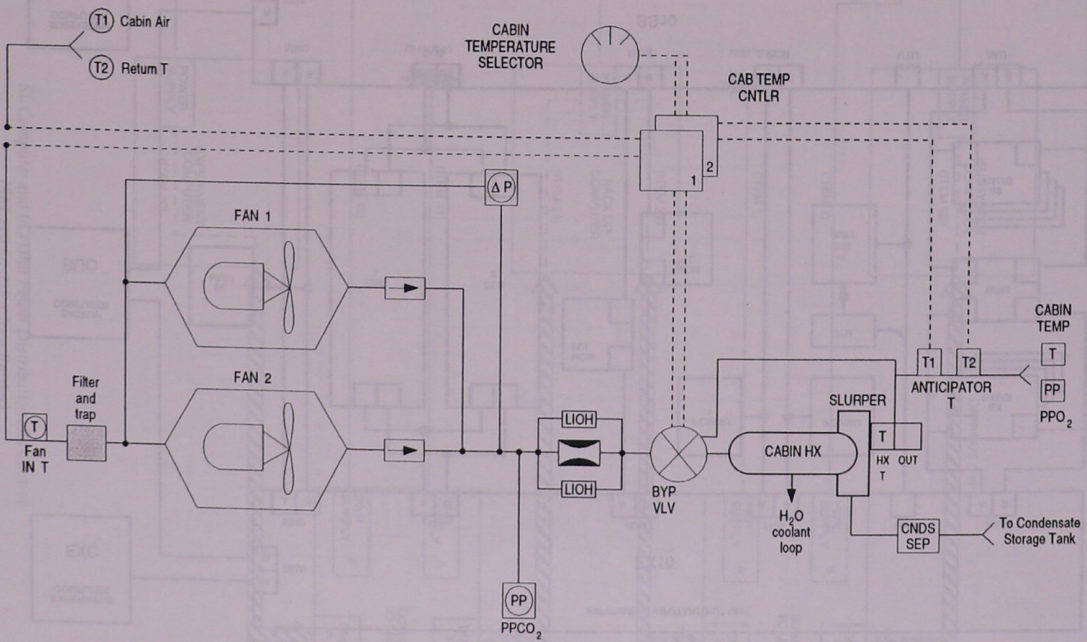 T1 Cabin Air
T2 Return T
CABIN
TEMPERATURE
SELECTOR
CAB TEMP
CNTLR
2
1
Δ P
FAN 1
FAN 2
Filter
and
trap
T
Fan
IN T
LIOH
LIOH
BYP
VLV
CABIN HX
H₂O
coolant
loop
SLURPER
T
HX OUT
T
T1 T2
ANTICIPATOR
T
CABIN
TEMP
T
PP
PPO₂
CNDS
SEP
To Condensate
Storage Tank
PP
PPCO₂